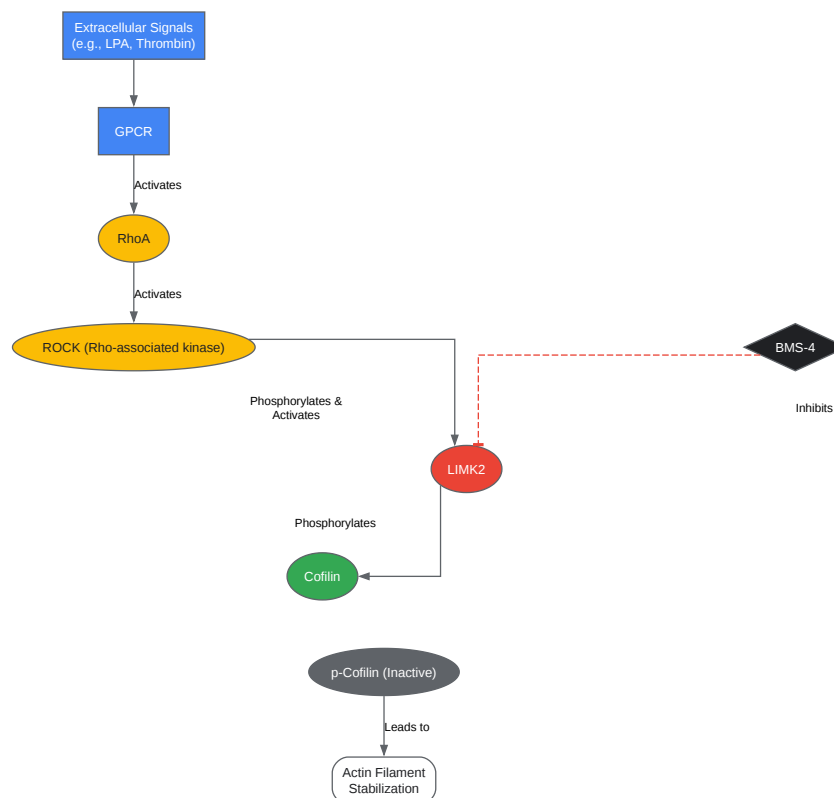 Extracellular Signals
(e.g., LPA, Thrombin)
GPCR
Activates
RhoA
Activates
ROCK (Rho-associated kinase)
BMS-4
Phosphorylates &
Activates
Inhibits
LIMK2
Phosphorylates
Cofilin
p-Cofilin (Inactive)
Leads to
Actin Filament
Stabilization